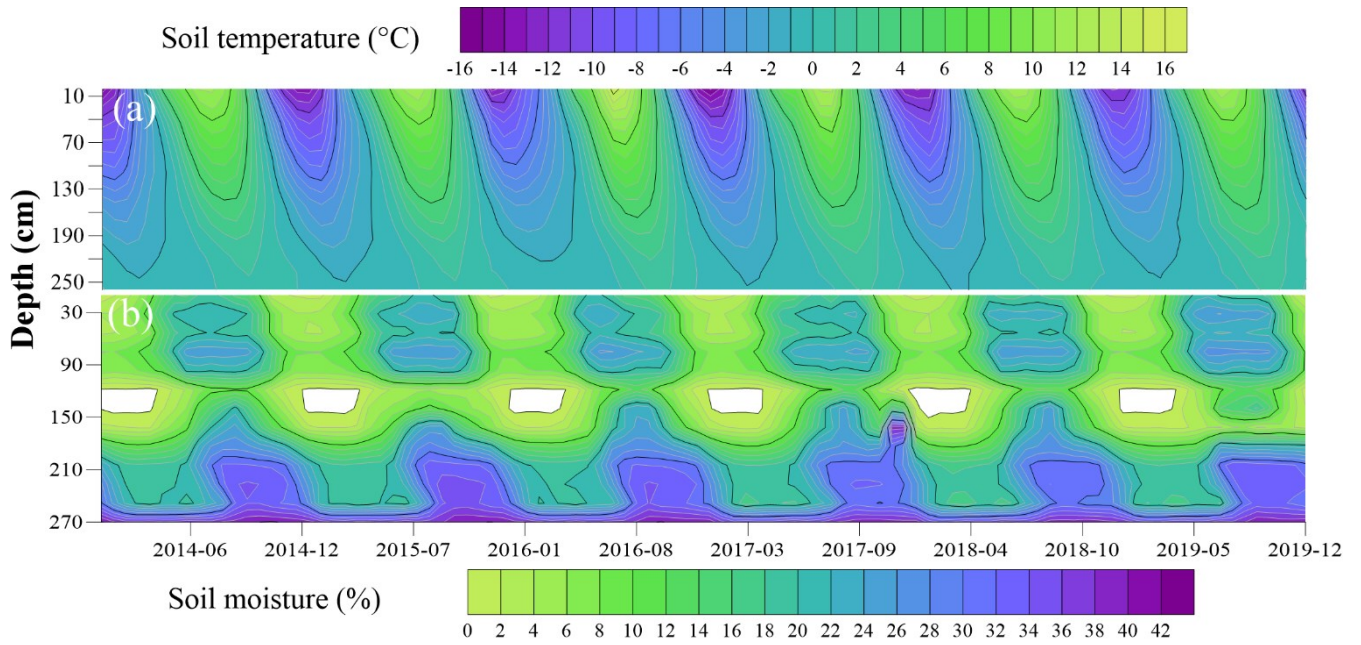 Soil temperature (°C)
-16 -14 -12 -10 -8 -6 -4 -2 0 2 4 6 8 10 12 14 16
(a)
10
70
130
190
250
Depth (cm)
(b)
30
90
150
210
270
2014-06 2014-12 2015-07 2016-01 2016-08 2017-03 2017-09 2018-04 2018-10 2019-05 2019-12
Soil moisture (%)
0 2 4 6 8 10 12 14 16 18 20 22 24 26 28 30 32 34 36 38 40 42